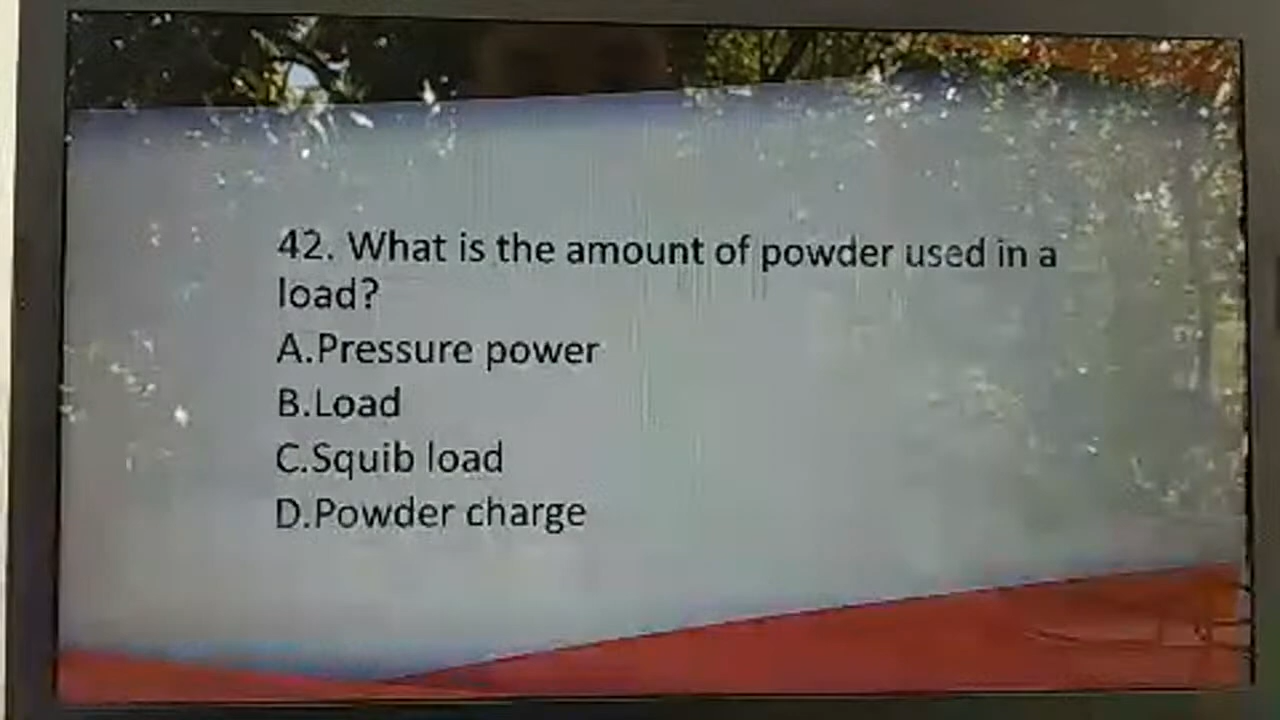 42. What is the amount of powder used in a
load?
A.Pressure power
B.Load
C.Squib load
D.Powder charge